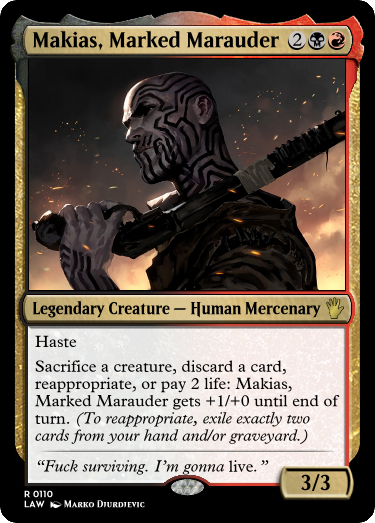 Makias, Marked Marauder 2
Legendary Creature — Human Mercenary
Haste
Sacrifice a creature, discard a card,
reappropriate, or pay 2 life: Makias,
Marked Marauder gets +1/+0 until end of
turn. (To reappropriate, exile exactly two
cards from your hand and/or graveyard.)
“Fuck surviving. I’m gonna live.”
3/3
R 0110
LAW Marko Djurdjevic